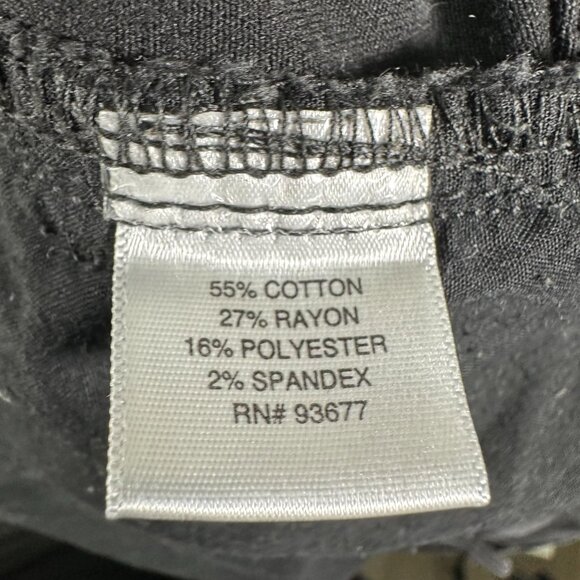 55% COTTON
27% RAYON
16% POLYESTER
2% SPANDEX
RN# 93677